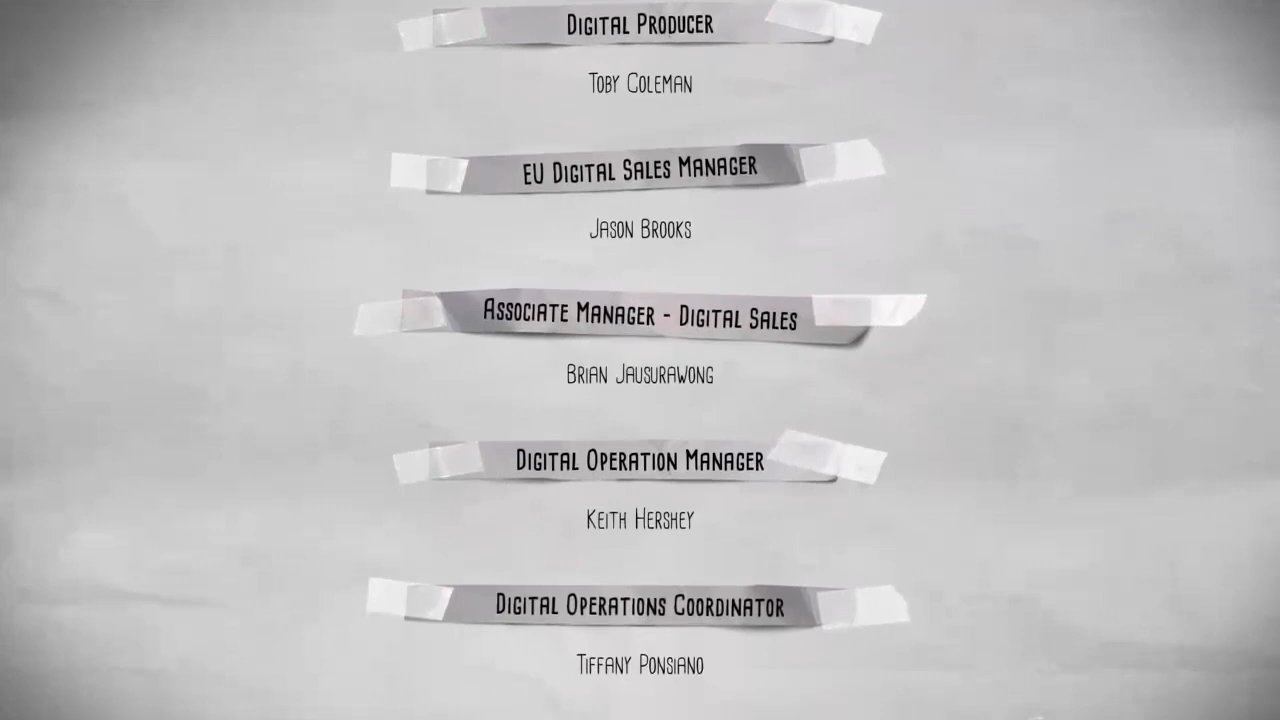 Digital Producer
Toby Coleman
EU Digital Sales Manager
Jason Brooks
Associate Manager - Digital Sales
Brian Jausurawong
Digital Operation Manager
Keith Hershey
Digital Operations Coordinator
Tiffany Ponsiano